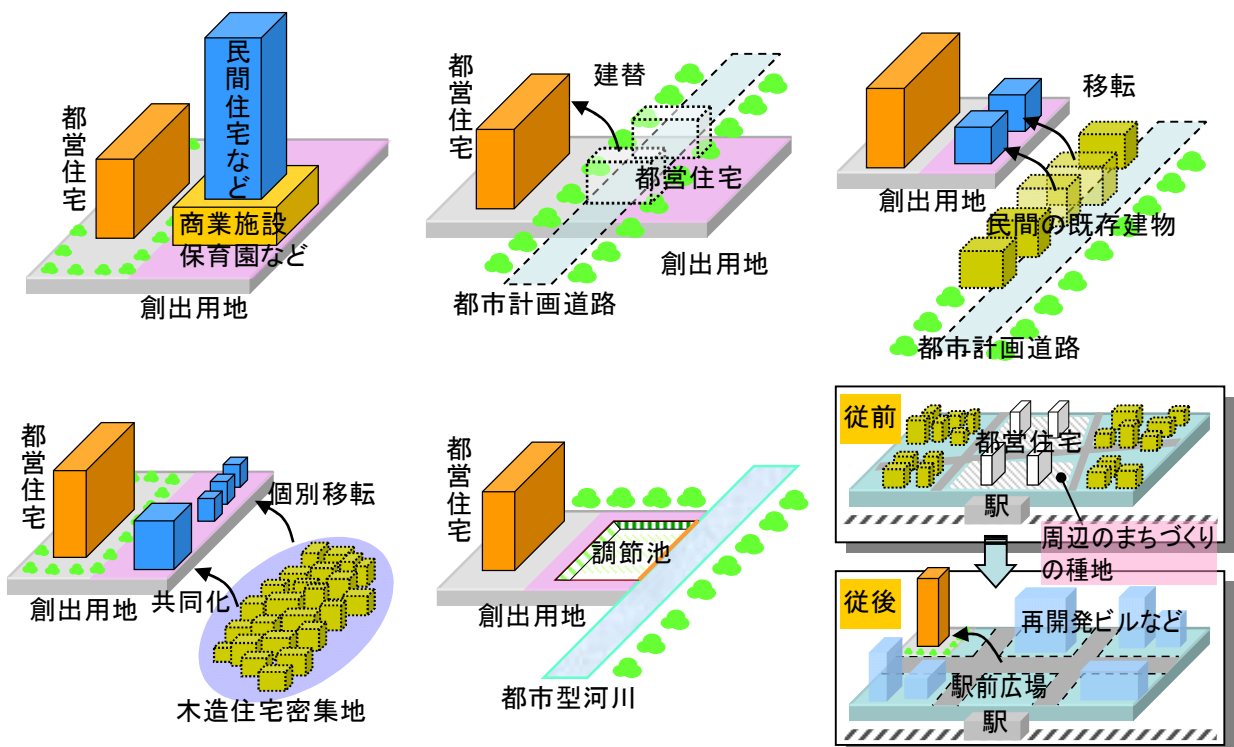 都営住宅
民間住宅など
商業施設
保育園など
創出用地
都営住宅
建替
都営住宅
創出用地
都市計画道路
移転
創出用地
民間の既存建物
都市計画道路
都営住宅
個別移転
共同化
創出用地
木造住宅密集地
都営住宅
調節池
創出用地
都市型河川
従前
都営住宅
駅
周辺のまちづくり
の種地
従後
再開発ビルなど
駅前広場
駅